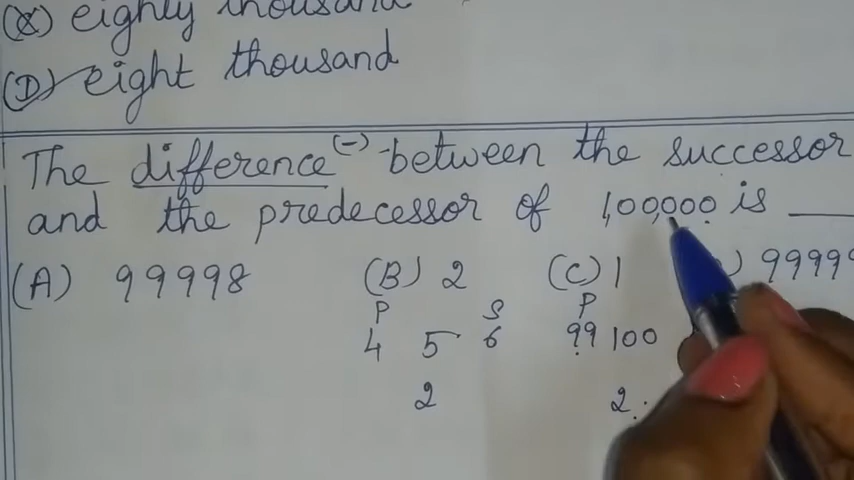 (X) eighty thousand
(D) eight thousand
The difference (-) between the successor
and the predecessor of 1,00,000 is ___
(A) 99998 (B) 2 (C) 1 ) 9999
P S P
4 5 6 99 100
2 2